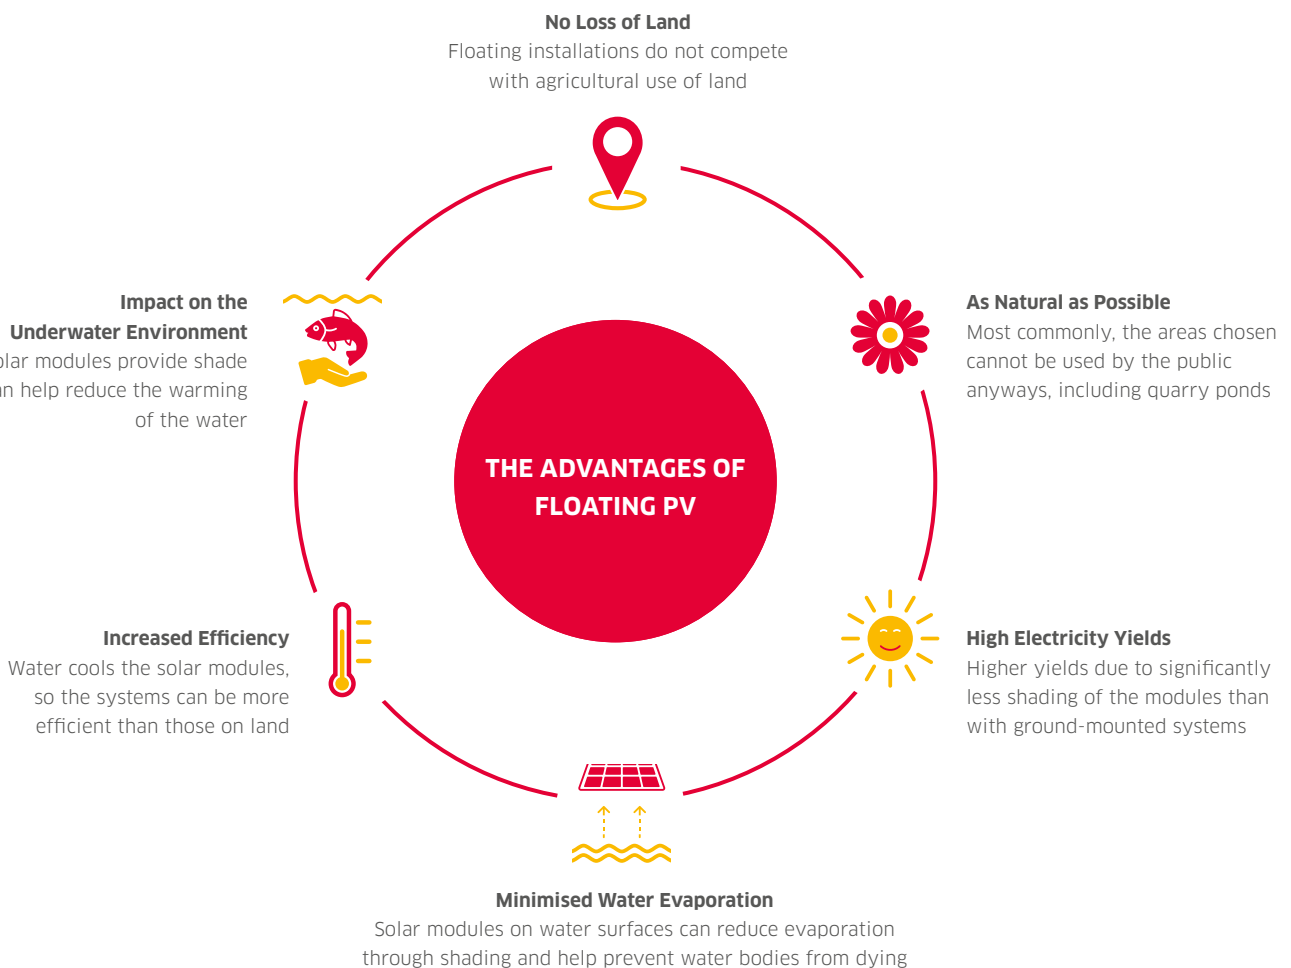 No Loss of Land
Floating installations do not compete
with agricultural use of land
As Natural as Possible
Most commonly, the areas chosen
cannot be used by the public
anyways, including quarry ponds
High Electricity Yields
Higher yields due to significantly
less shading of the modules than
with ground-mounted systems
Minimised Water Evaporation
Solar modules on water surfaces can reduce evaporation
through shading and help prevent water bodies from dying
Increased Efficiency
Water cools the solar modules,
so the systems can be more
efficient than those on land
Impact on the
Underwater Environment
modules provide shade
help reduce the warming
of the water
THE ADVANTAGES OF
FLOATING PV